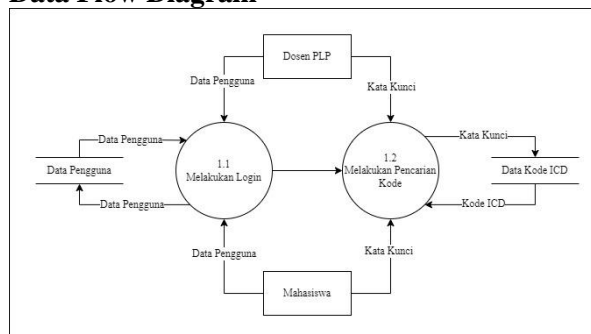 Data Flow Diagram
Dosen PLP
Data Pengguna
Kata Kunci
Data Pengguna
Kata Kunci
1.1
Melakukan Login
1.2
Melakukan Pencarian
Kode
Data Pengguna
Data Kode ICD
Data Pengguna
Kode ICD
Data Pengguna
Kata Kunci
Mahasiswa